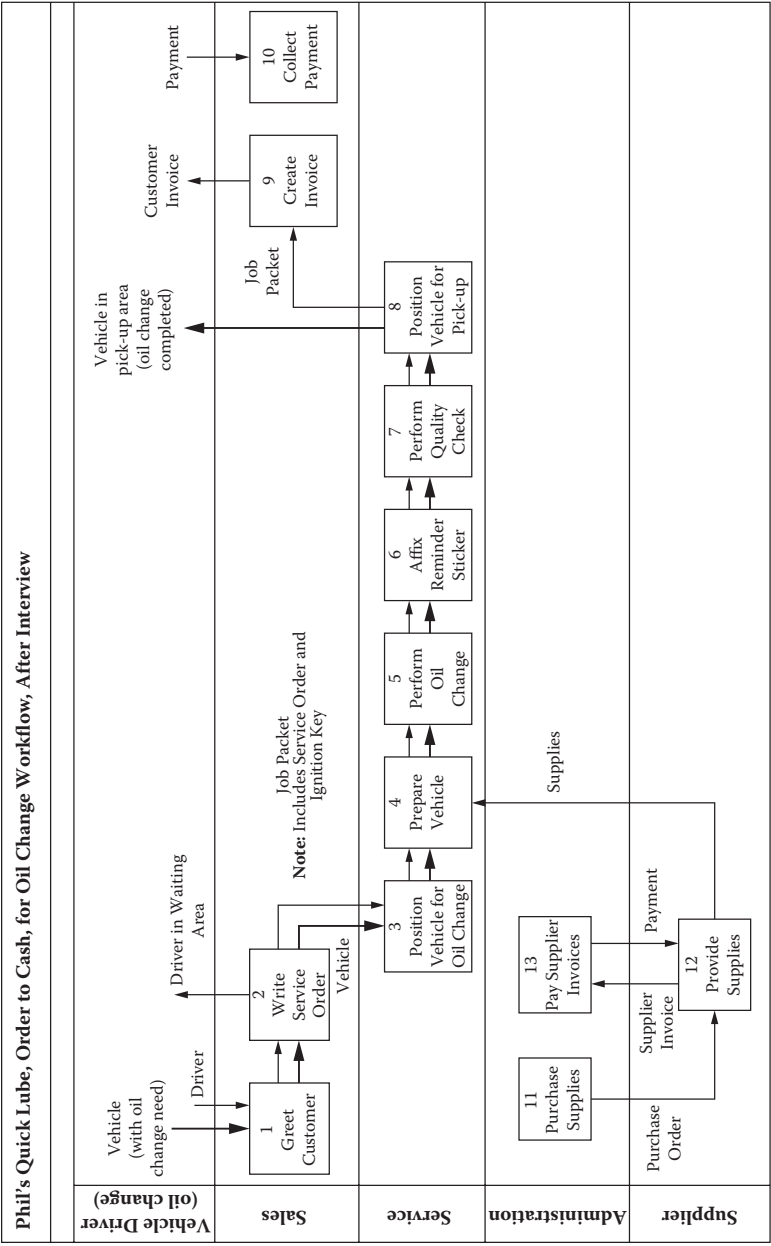 Phil's Quick Lube, Order to Cash, for Oil Change Workflow, After Interview
Vehicle Driver
(oil change)
Vehicle
(with oil
change need)
Driver
Driver in Waiting
Area
Vehicle in
pick-up area
(oil change
completed)
Customer
Invoice
Payment
Sales
1
Greet
Customer
2
Write
Service
Order
Vehicle
Job Packet
Note: Includes Service Order and
Ignition Key
Job
Packet
9
Create
Invoice
10
Collect
Payment
Service
3
Position
Vehicle for
Oil Change
4
Prepare
Vehicle
5
Perform
Oil
Change
6
Affix
Reminder
Sticker
7
Perform
Quality
Check
8
Position
Vehicle for
Pick-up
Administration
11
Purchase
Supplies
13
Pay Supplier
Invoices
Supplies
Supplier
Purchase
Order
Supplier
Invoice
Payment
12
Provide
Supplies